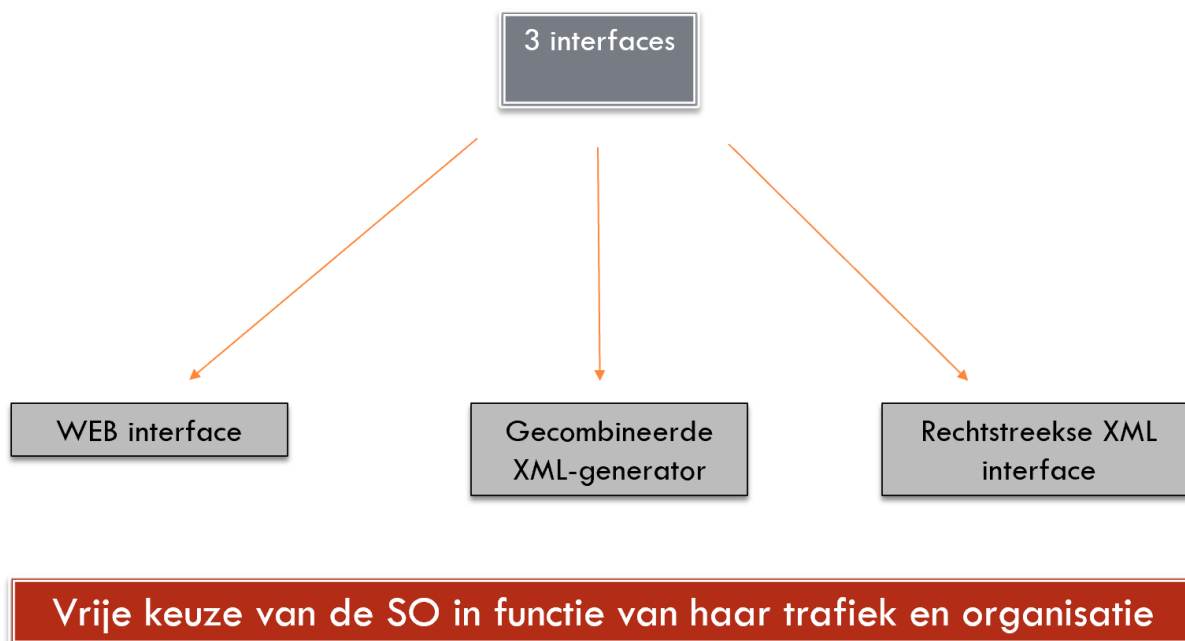 3 interfaces
WEB interface
Gecombineerde
XML-generator
Rechtstreekse XML
interface
Vrije keuze van de SO in functie van haar trafiek en organisatie